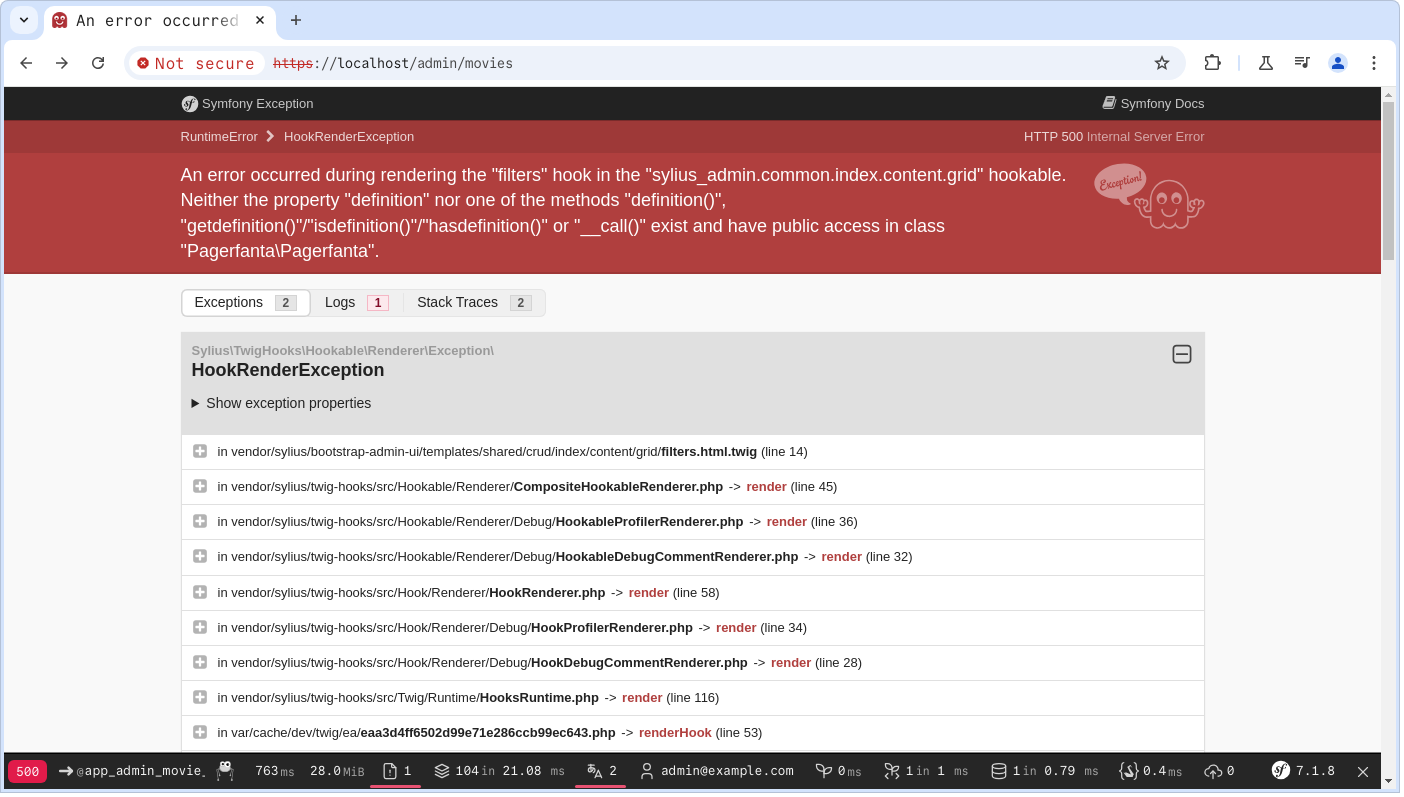 An error occurred
Not secure https://localhost/admin/movies
Symfony Exception
Symfony Docs
RuntimeError HookRenderException
HTTP 500 Internal Server Error
An error occurred during rendering the "filters" hook in the "sylius_admin.common.index.content.grid" hookable.
Neither the property "definition" nor one of the methods "definition()",
"getdefinition()"/"isdefinition()"/"hasdefinition()" or "__call()" exist and have public access in class
"Pagerfanta\Pagerfanta".
Exception!
Exceptions 2 Logs 1 Stack Traces 2
Sylius\TwigHooks\Hookable\Renderer\Exception\
HookRenderException
Show exception properties
in vendor/sylius/bootstrap-admin-ui/templates/shared/crud/index/content/grid/filters.html.twig (line 14)
in vendor/sylius/twig-hooks/src/Hookable/Renderer/CompositeHookableRenderer.php -> render (line 45)
in vendor/sylius/twig-hooks/src/Hookable/Renderer/Debug/HookableProfilerRenderer.php -> render (line 36)
in vendor/sylius/twig-hooks/src/Hookable/Renderer/Debug/HookableDebugCommentRenderer.php -> render (line 32)
in vendor/sylius/twig-hooks/src/Hook/Renderer/HookRenderer.php -> render (line 58)
in vendor/sylius/twig-hooks/src/Hook/Renderer/Debug/HookProfilerRenderer.php -> render (line 34)
in vendor/sylius/twig-hooks/src/Hook/Renderer/Debug/HookDebugCommentRenderer.php -> render (line 28)
in vendor/sylius/twig-hooks/src/Twig/Runtime/HooksRuntime.php -> render (line 116)
in var/cache/dev/twig/ea/eaa3d4ff6502d99e71e286ccb99ec643.php -> renderHook (line 53)
500 @app_admin_movie_ 763 ms 28.0 MiB 1 104 in 21.08 ms 2 admin@example.com 0 ms 1 in 1 ms 1 in 0.79 ms 0.4 ms 0 7.1.8